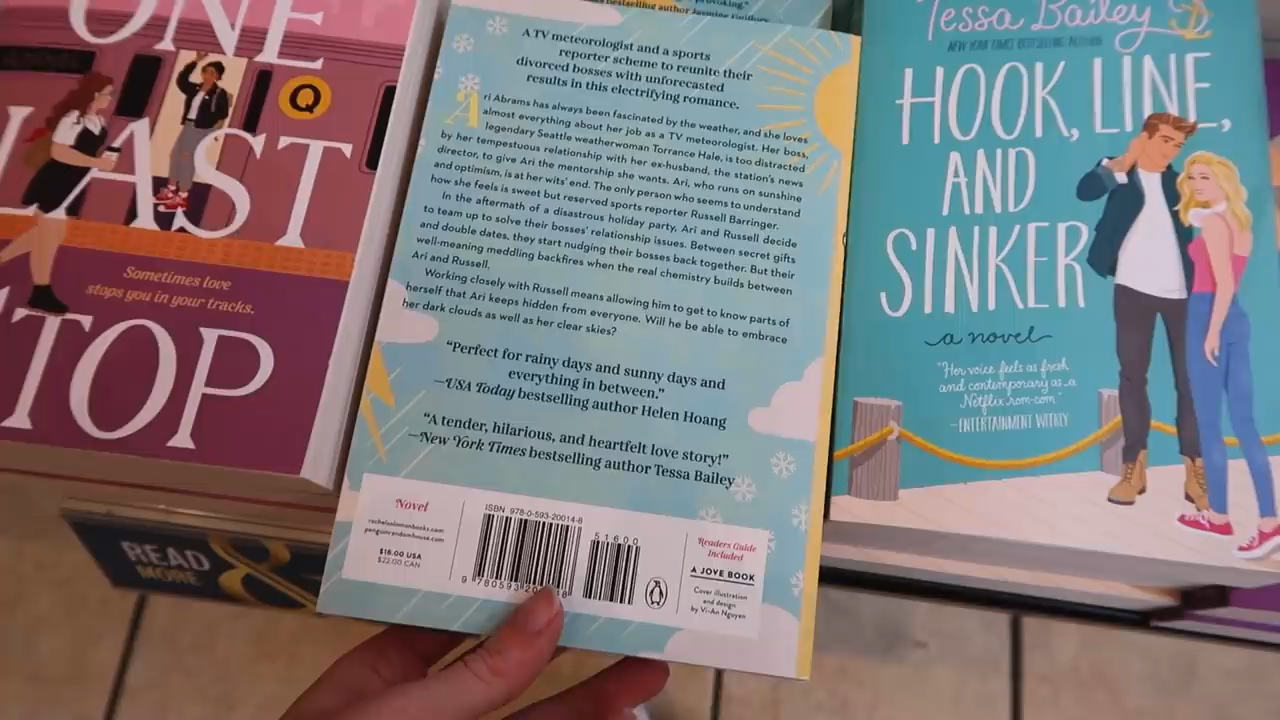 ONE
Q
LAST
Sometimes love
stops you in your tracks.
STOP
READ
MORE
&
provoking."
bestselling author Jasmine Guillory
A TV meteorologist and a sports
reporter scheme to reunite their
divorced bosses with unforecasted
results in this electrifying romance.
Ari Abrams has always been fascinated by the weather, and she loves
almost everything about her job as a TV meteorologist. Her boss,
legendary Seattle weatherwoman Torrance Hale, is too distracted
by her tempestuous relationship with her ex-husband, the station's news
director, to give Ari the mentorship she wants. Ari, who runs on sunshine
and optimism, is at her wits' end. The only person who seems to understand
how she feels is sweet but reserved sports reporter Russell Barringer.
In the aftermath of a disastrous holiday party, Ari and Russell decide
to team up to solve their bosses' relationship issues. Between secret gifts
and double dates, they start nudging their bosses back together. But their
well-meaning meddling backfires when the real chemistry builds between
Ari and Russell.
Working closely with Russell means allowing him to get to know parts of
herself that Ari keeps hidden from everyone. Will he be able to embrace
her dark clouds as well as her clear skies?
"Perfect for rainy days and sunny days and
everything in between."
—USA Today bestselling author Helen Hoang
"A tender, hilarious, and heartfelt love story!"
—New York Times bestselling author Tessa Bailey
Novel
rachelsolomonbooks.com
penguinrandomhouse.com
$16.00 USA
$22.00 CAN
ISBN 978-0-593-20014-8
51600
9 780593 20 8
Readers Guide
Included
A JOVE BOOK
Cover illustration
and design
by Vi-An Nguyen
Tessa Bailey
NEW YORK TIMES BESTSELLING AUTHOR
HOOK, LINE,
AND
SINKER
a novel
"Her voice feels as fresh
and contemporary as a
Netflix rom-com."
—ENTERTAINMENT WEEKLY